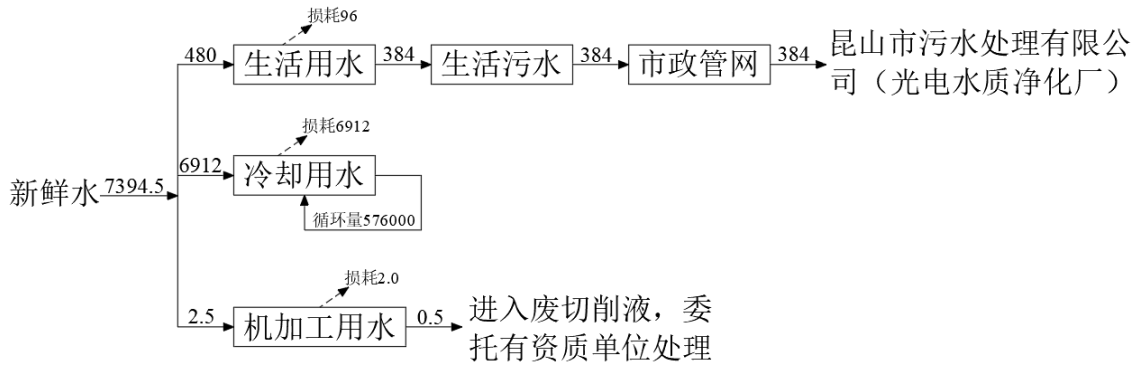 损耗96
480
生活用水
384
生活污水
384
市政管网
384
昆山市污水处理有限公
司（光电水质净化厂）
损耗6912
6912
冷却用水
循环量576000
新鲜水
7394.5
损耗2.0
2.5
机加工用水
0.5
进入废切削液，委
托有资质单位处理